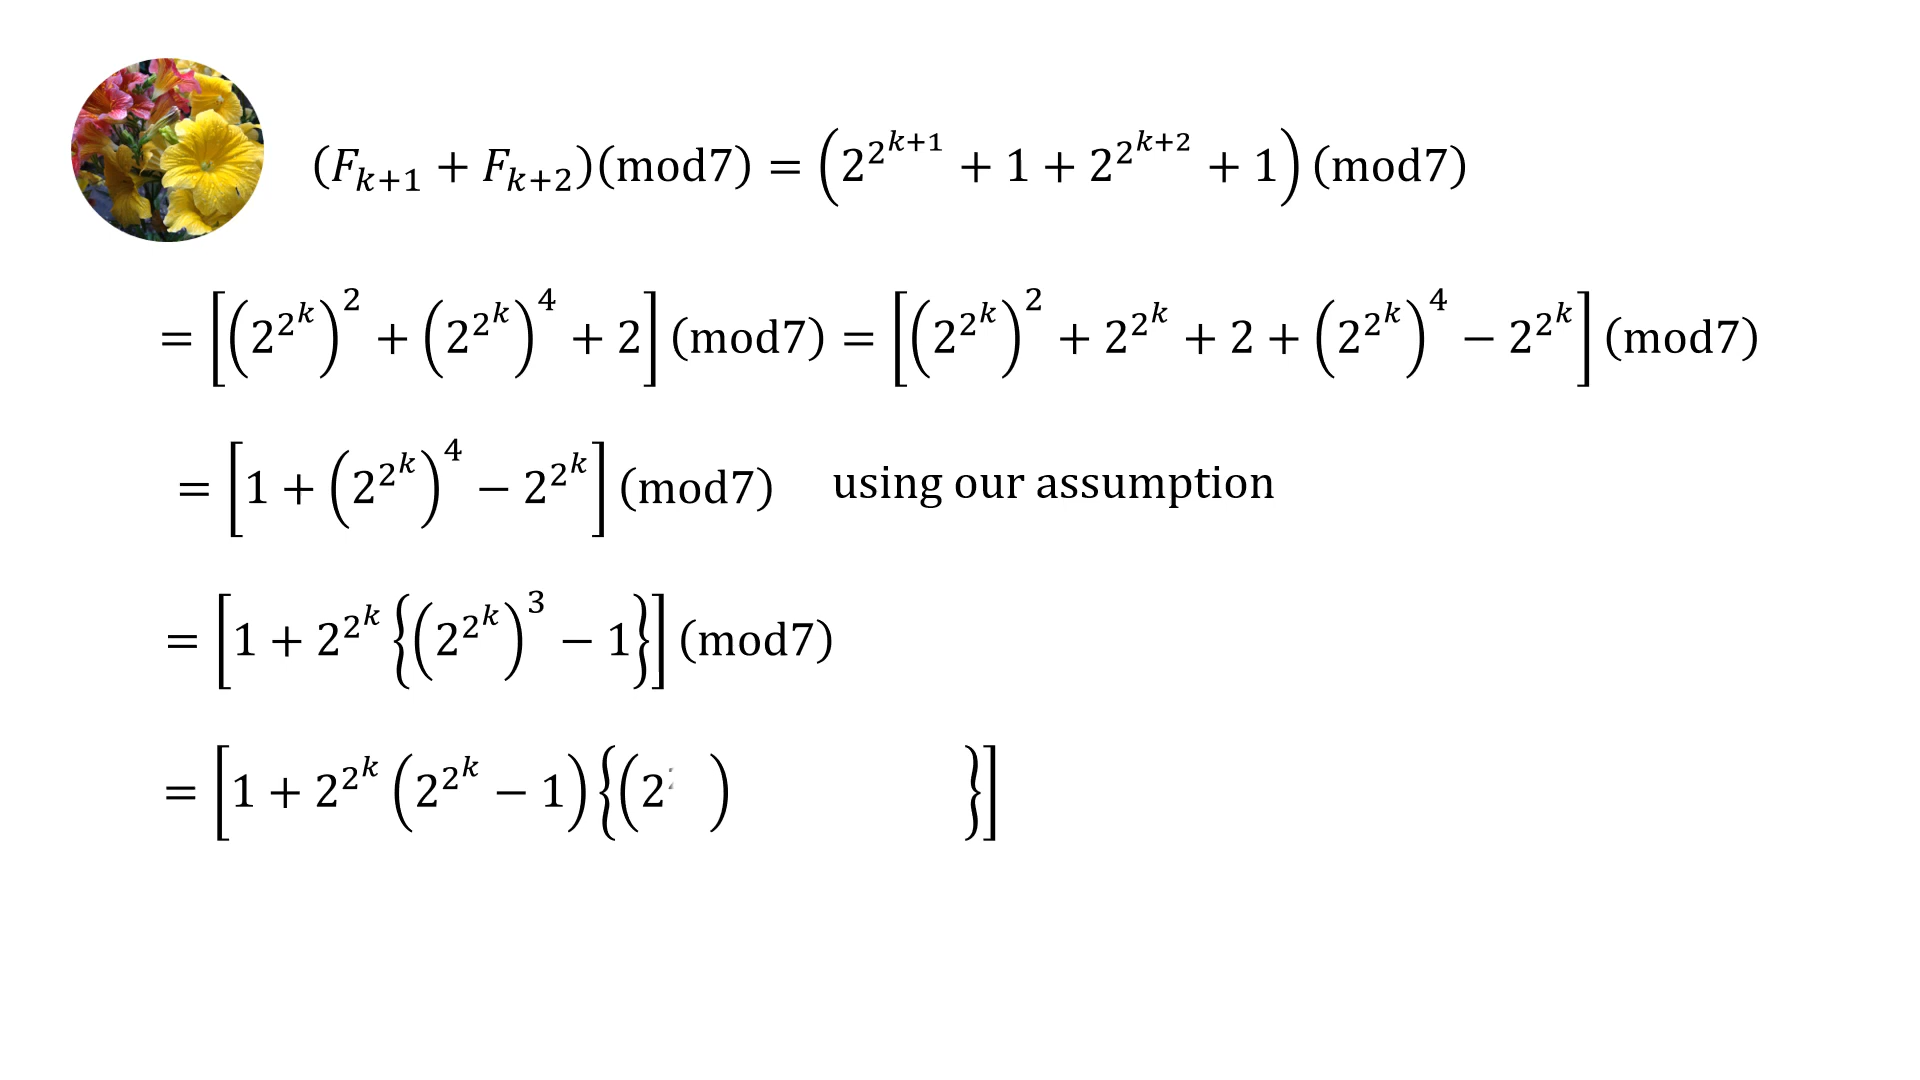 (F_{k+1} + F_{k+2})(mod7) = (2^{2^{k+1}} + 1 + 2^{2^{k+2}} + 1) (mod7)
= [(2^{2^k})^2 + (2^{2^k})^4 + 2] (mod7) = [(2^{2^k})^2 + 2^{2^k} + 2 + (2^{2^k})^4 − 2^{2^k}] (mod7)
= [1 + (2^{2^k})^4 − 2^{2^k}] (mod7) using our assumption
= [1 + 2^{2^k} {(2^{2^k})^3 − 1}] (mod7)
= [1 + 2^{2^k} (2^{2^k} − 1) {(2 ) }]